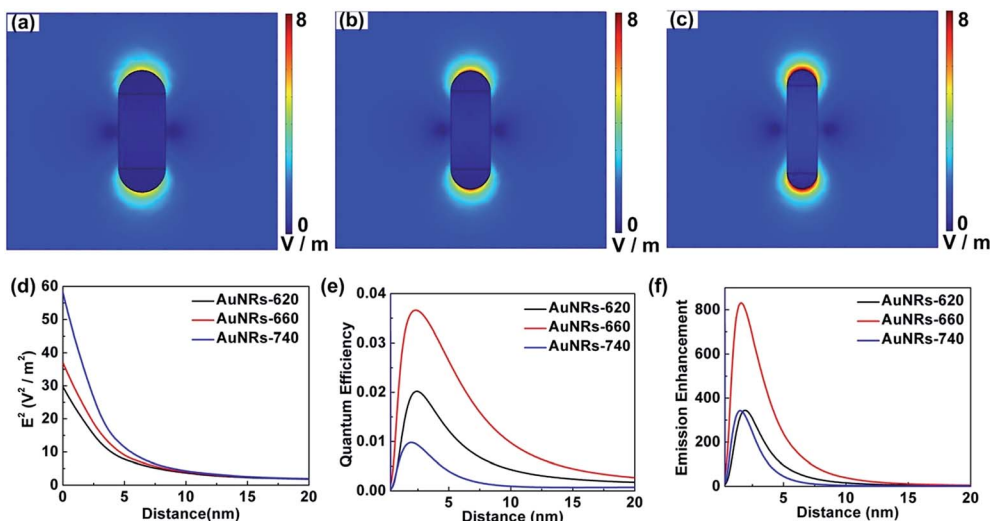 (a)
8
0
V / m
(b)
8
0
V / m
(c)
8
0
V / m
(d)
60
50
40
30
20
10
0
E² (V² / m²)
AuNRs-620
AuNRs-660
AuNRs-740
0 5 10 15 20
Distance(nm)
(e)
0.04
0.03
0.02
0.01
0.00
Quantum Efficiency
AuNRs-620
AuNRs-660
AuNRs-740
5 10 15 20
Distance (nm)
(f)
800
600
400
200
0
Emission Enhancement
AuNRs-620
AuNRs-660
AuNRs-740
5 10 15 20
Distance (nm)